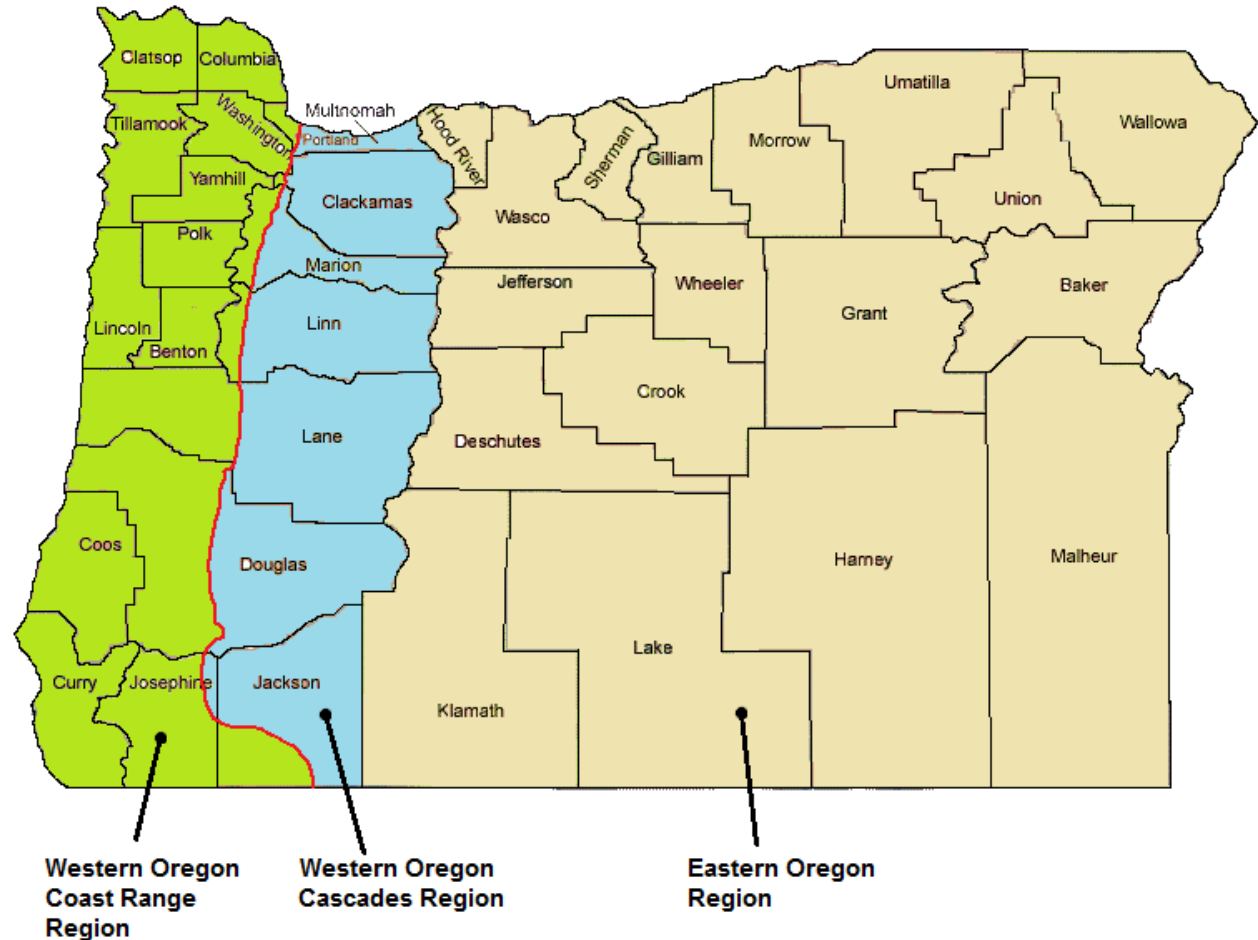 Clatsop
Columbia
Tillamook
Washington
Multnomah
Portland
Hood River
Sherman
Gilliam
Morrow
Umatilla
Wallowa
Union
Yamhill
Clackamas
Wasco
Polk
Marion
Jefferson
Wheeler
Grant
Baker
Lincoln
Benton
Linn
Crook
Lane
Deschutes
Coos
Douglas
Harney
Malheur
Curry
Josephine
Jackson
Klamath
Lake
Western Oregon
Coast Range
Region
Western Oregon
Cascades Region
Eastern Oregon
Region